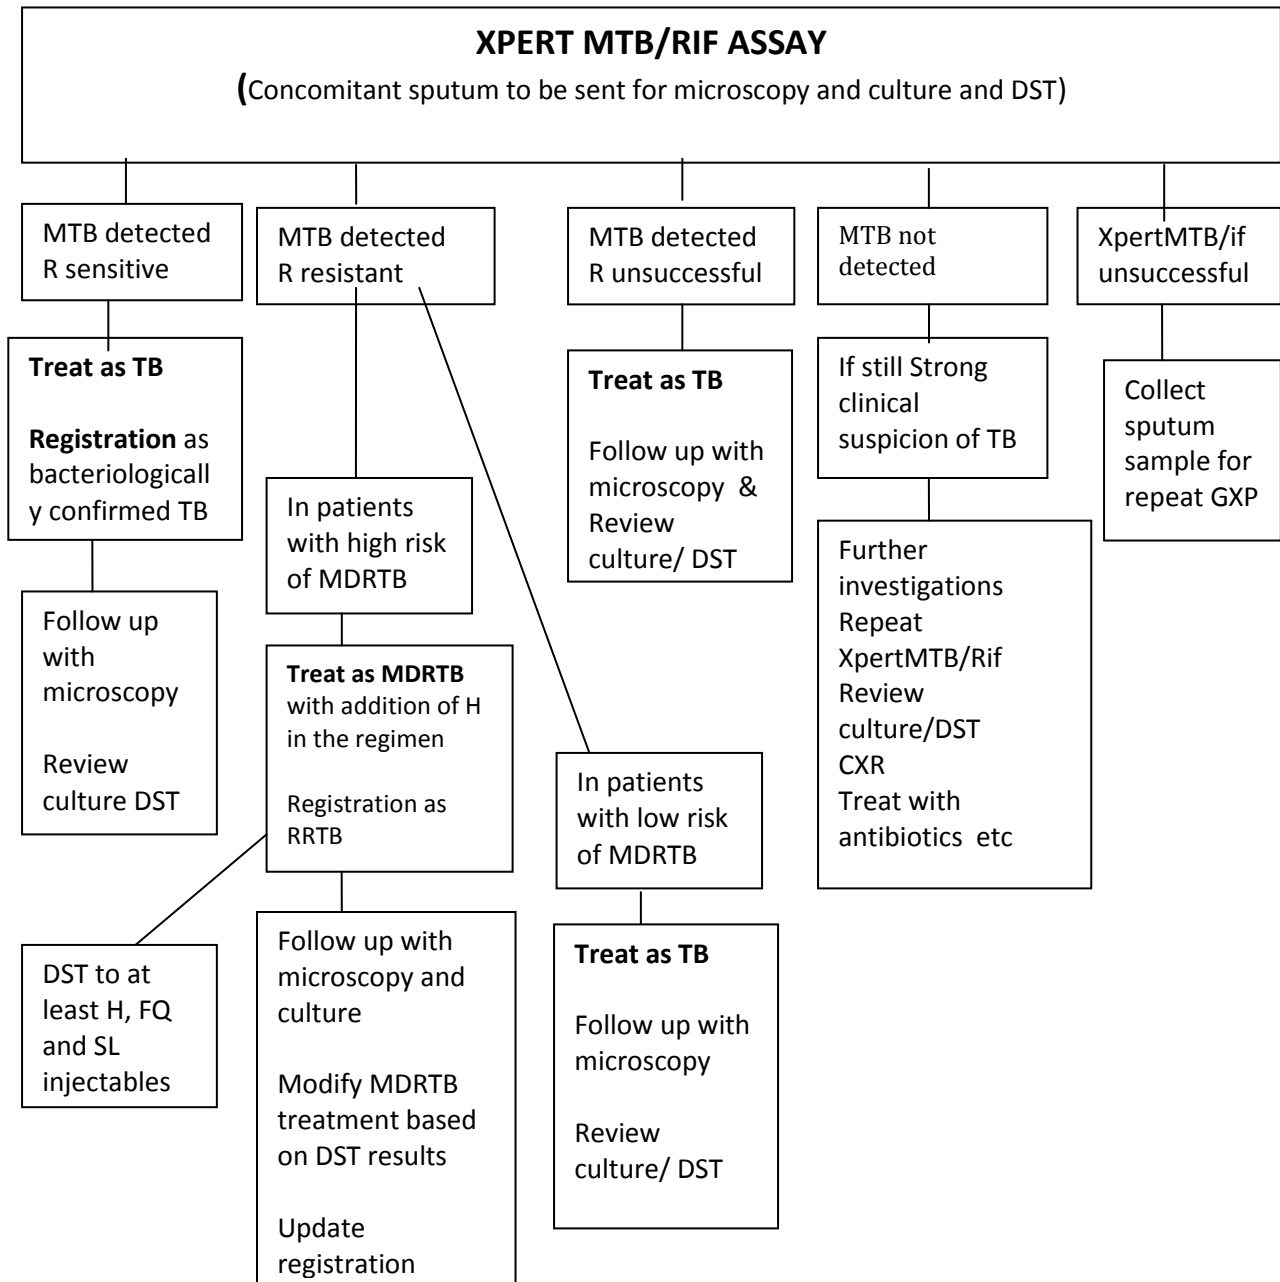 XPERT MTB/RIF ASSAY
(Concomitant sputum to be sent for microscopy and culture and DST)
MTB detected
R sensitive
MTB detected
R resistant
MTB detected
R unsuccessful
MTB not
detected
XpertMTB/if
unsuccessful
Treat as TB
Registration as
bacteriologicall
y confirmed TB
Follow up
with
microscopy
Review
culture DST
In patients
with high risk
of MDRTB
Treat as MDRTB
with addition of H
in the regimen
Registration as
RRTB
DST to at
least H, FQ
and SL
injectables
Follow up with
microscopy and
culture
Modify MDRTB
treatment based
on DST results
Update
registration
In patients
with low risk
of MDRTB
Treat as TB
Follow up with
microscopy
Review
culture/ DST
Treat as TB
Follow up with
microscopy &
Review
culture/ DST
If still Strong
clinical
suspicion of TB
Further
investigations
Repeat
XpertMTB/Rif
Review
culture/DST
CXR
Treat with
antibiotics etc
Collect
sputum
sample for
repeat GXP